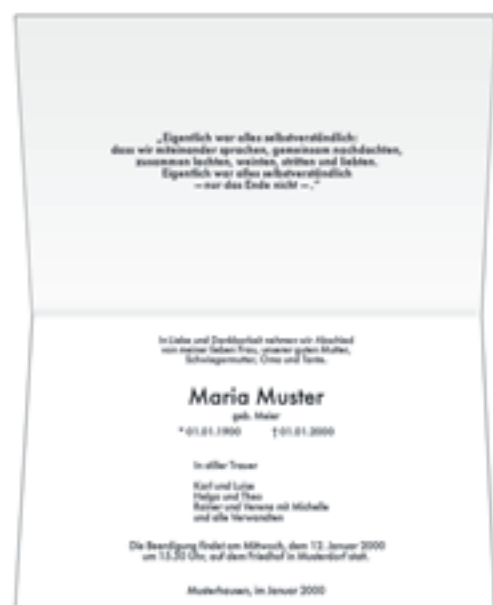 „Eigentlich war alles selbstverständlich:
dass wir miteinander sprachen, gemeinsam nachdachten,
zusammen lachten, weinten, stritten und liebten.
Eigentlich war alles selbstverständlich
– nur das Ende nicht – .“
In Liebe und Dankbarkeit nehmen wir Abschied
von meiner lieben Frau, unserer guten Mutter,
Schwiegermutter, Oma und Tante.
Maria Muster
geb. Meier
* 01.01.1900 † 01.01.2000
In stiller Trauer
Karl und Luise
Helga und Theo
Rainer und Verena mit Michelle
und alle Verwandten
Die Beerdigung findet am Mittwoch, dem 12. Januar 2000
um 15.30 Uhr, auf dem Friedhof in Musterdorf statt.
Musterhausen, im Januar 2000